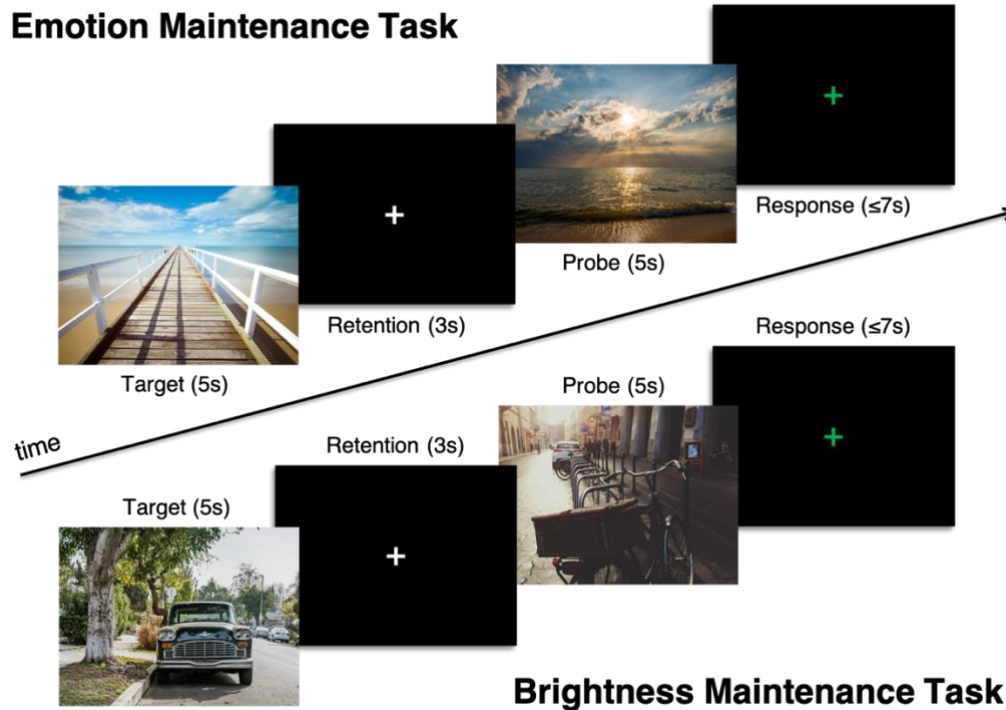 Emotion Maintenance Task
Response (≤7s)
Probe (5s)
Retention (3s)
Target (5s)
time
Response (≤7s)
Probe (5s)
Retention (3s)
Target (5s)
Brightness Maintenance Task